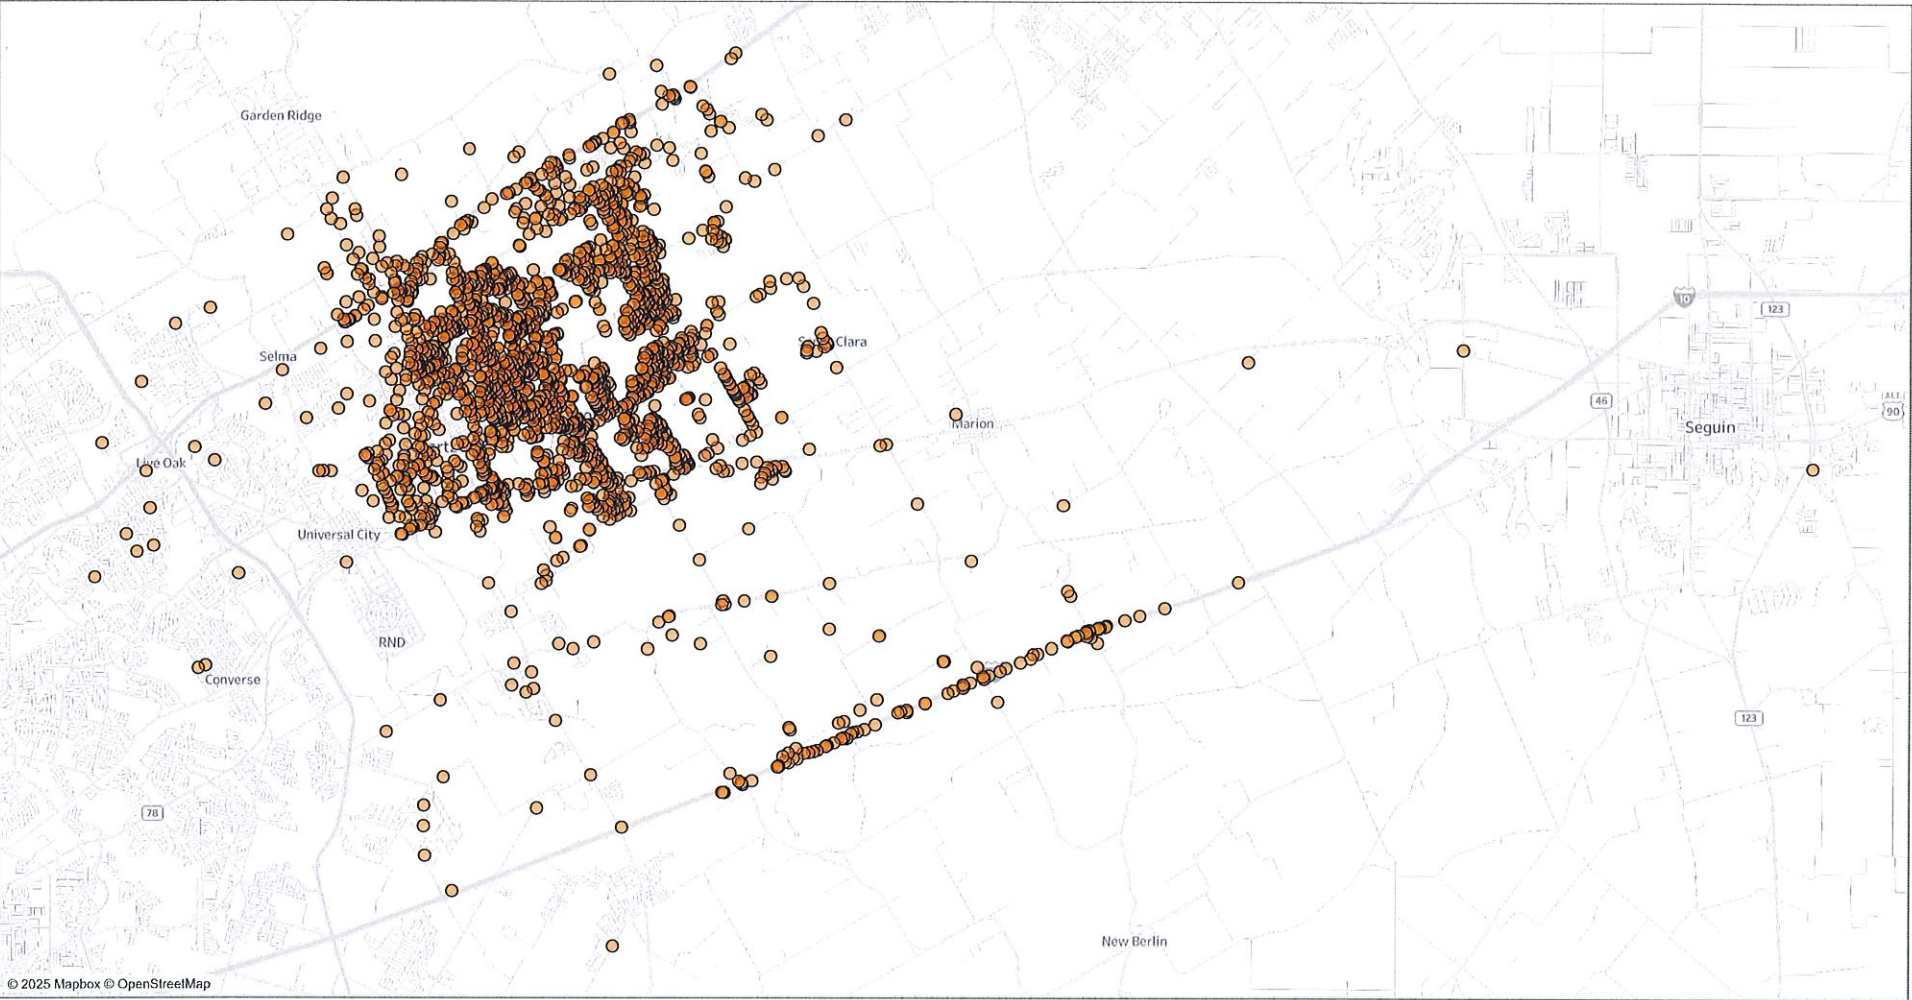 Garden Ridge
10
123
Clara
Selma
46
ALT.
90
Marion
Seguin
Live Oak
Universal City
RND
Converse
123
78
New Berlin
© 2025 Mapbox © OpenStreetMap